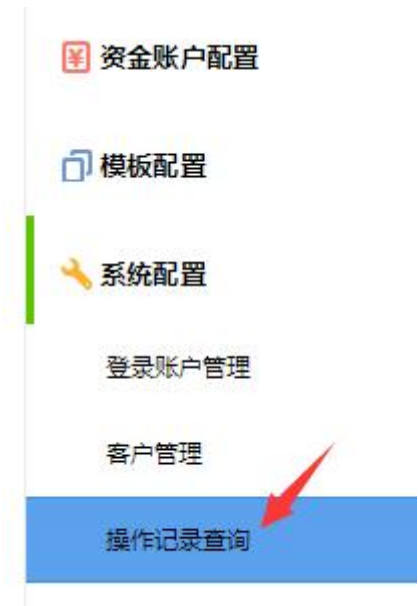 资金账户配置
模板配置
系统配置
登录账户管理
客户管理
操作记录查询